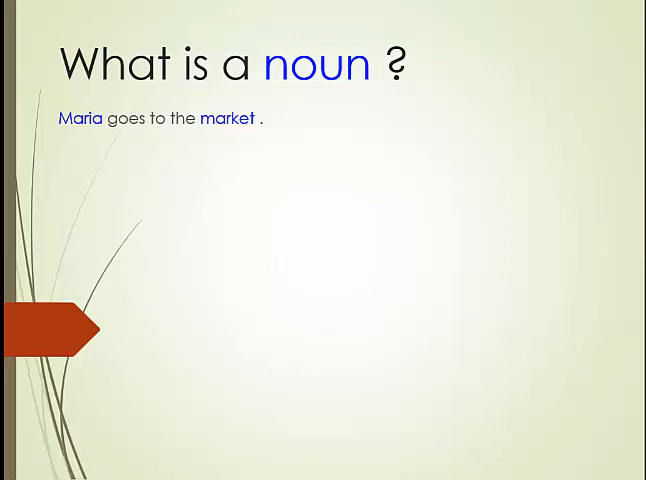 What is a noun ?
Maria goes to the market .